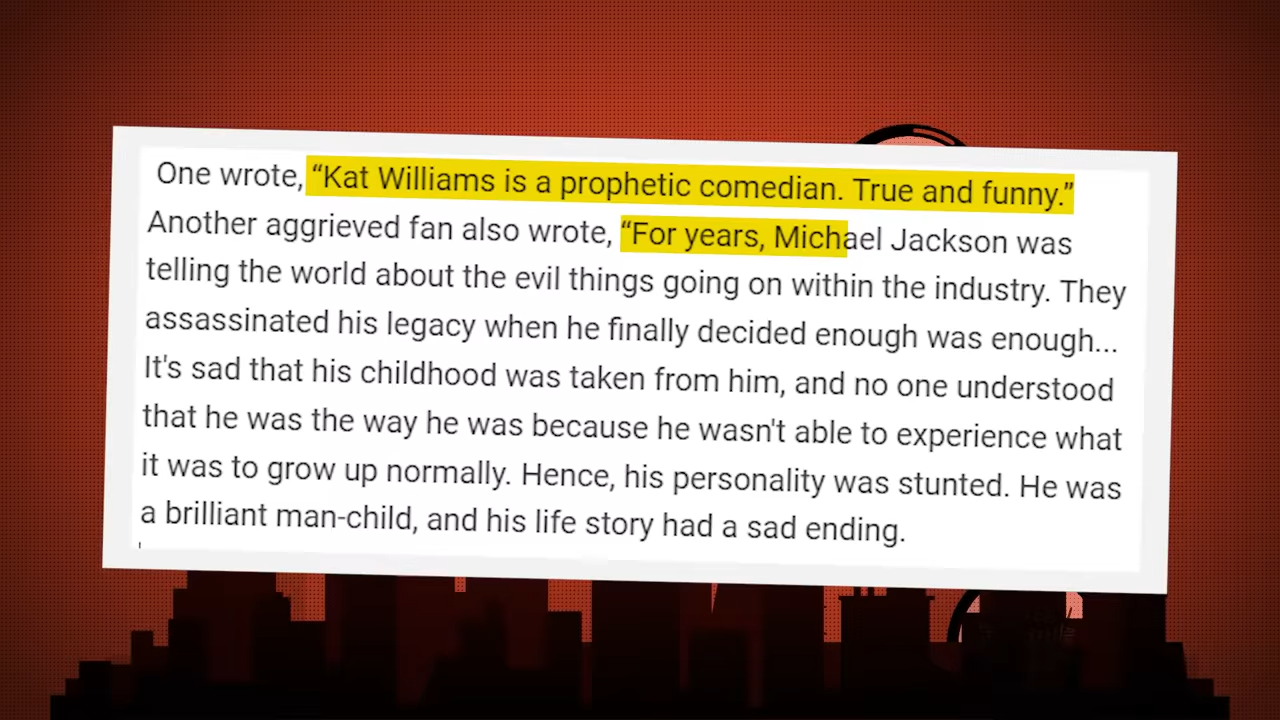 One wrote, “Kat Williams is a prophetic comedian. True and funny.”
Another aggrieved fan also wrote, “For years, Michael Jackson was
telling the world about the evil things going on within the industry. They
assassinated his legacy when he finally decided enough was enough...
It's sad that his childhood was taken from him, and no one understood
that he was the way he was because he wasn't able to experience what
it was to grow up normally. Hence, his personality was stunted. He was
a brilliant man-child, and his life story had a sad ending.